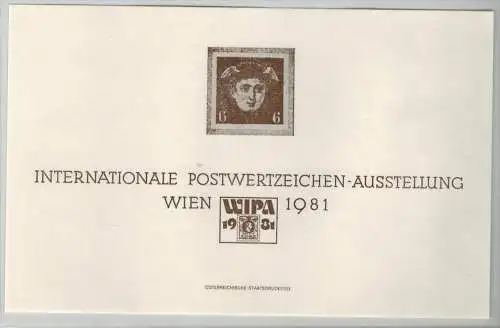 6 6
INTERNATIONALE POSTWERTZEICHEN-AUSSTELLUNG
WIEN 1981
WIPA
19 81
ÖSTERREICHISCHE STAATSDRUCKEREI